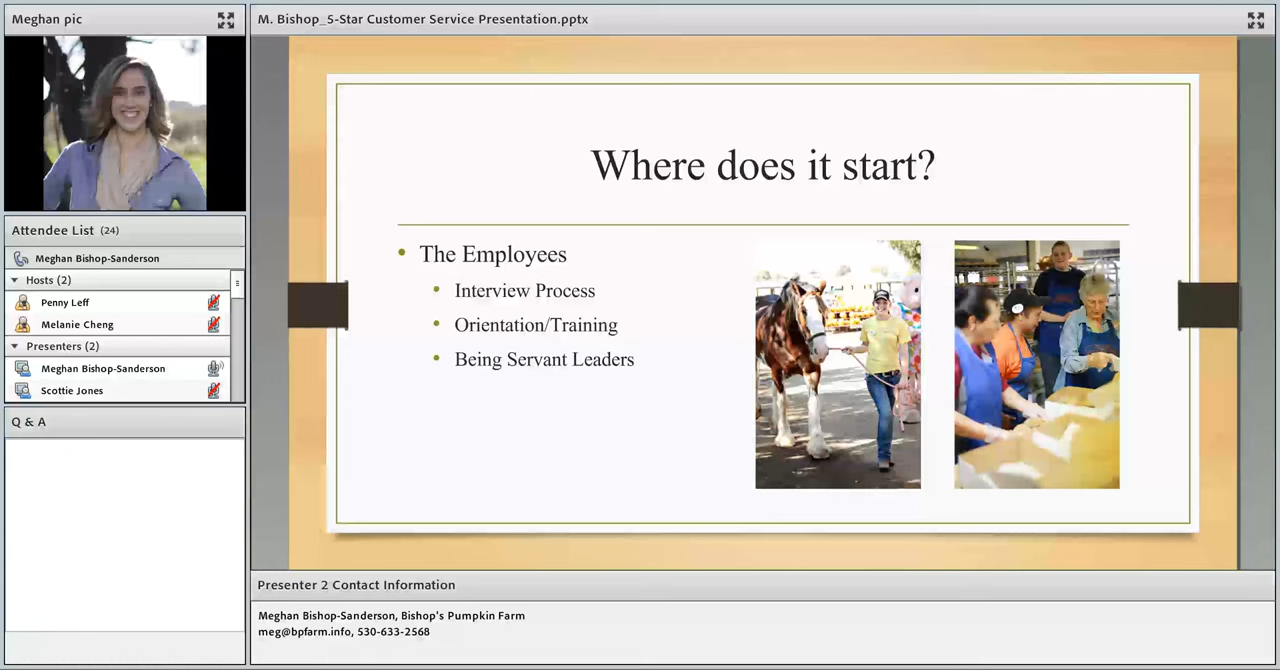 Meghan pic
Attendee List (24)
Meghan Bishop-Sanderson
Hosts (2)
Penny Leff
Melanie Cheng
Presenters (2)
Meghan Bishop-Sanderson
Scottie Jones
Q & A
M. Bishop_5-Star Customer Service Presentation.pptx
Where does it start?
• The Employees
• Interview Process
• Orientation/Training
• Being Servant Leaders
Presenter 2 Contact Information
Meghan Bishop-Sanderson, Bishop's Pumpkin Farm
meg@bpfarm.info, 530-633-2568